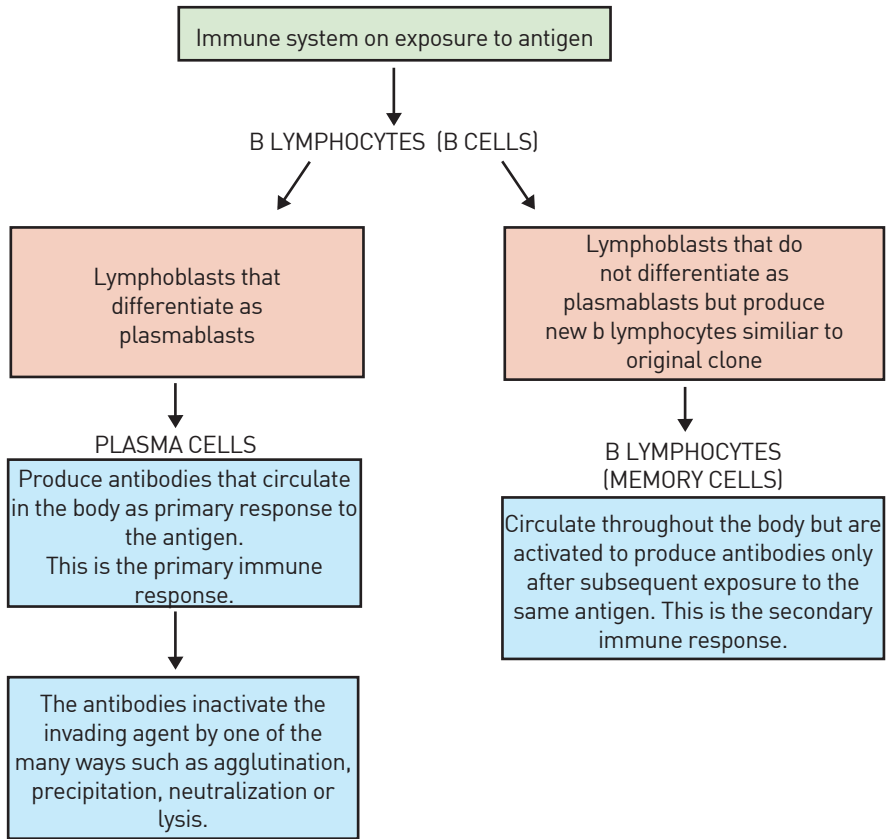 Immune system on exposure to antigen
B LYMPHOCYTES (B CELLS)
Lymphoblasts that
differentiate as
plasmablasts
Lymphoblasts that do
not differentiate as
plasmablasts but produce
new b lymphocytes similiar to
original clone
PLASMA CELLS
Produce antibodies that circulate
in the body as primary response to
the antigen.
This is the primary immune
response.
B LYMPHOCYTES
(MEMORY CELLS)
Circulate throughout the body but are
activated to produce antibodies only
after subsequent exposure to the
same antigen. This is the secondary
immune response.
The antibodies inactivate the
invading agent by one of the
many ways such as agglutination,
precipitation, neutralization or
lysis.